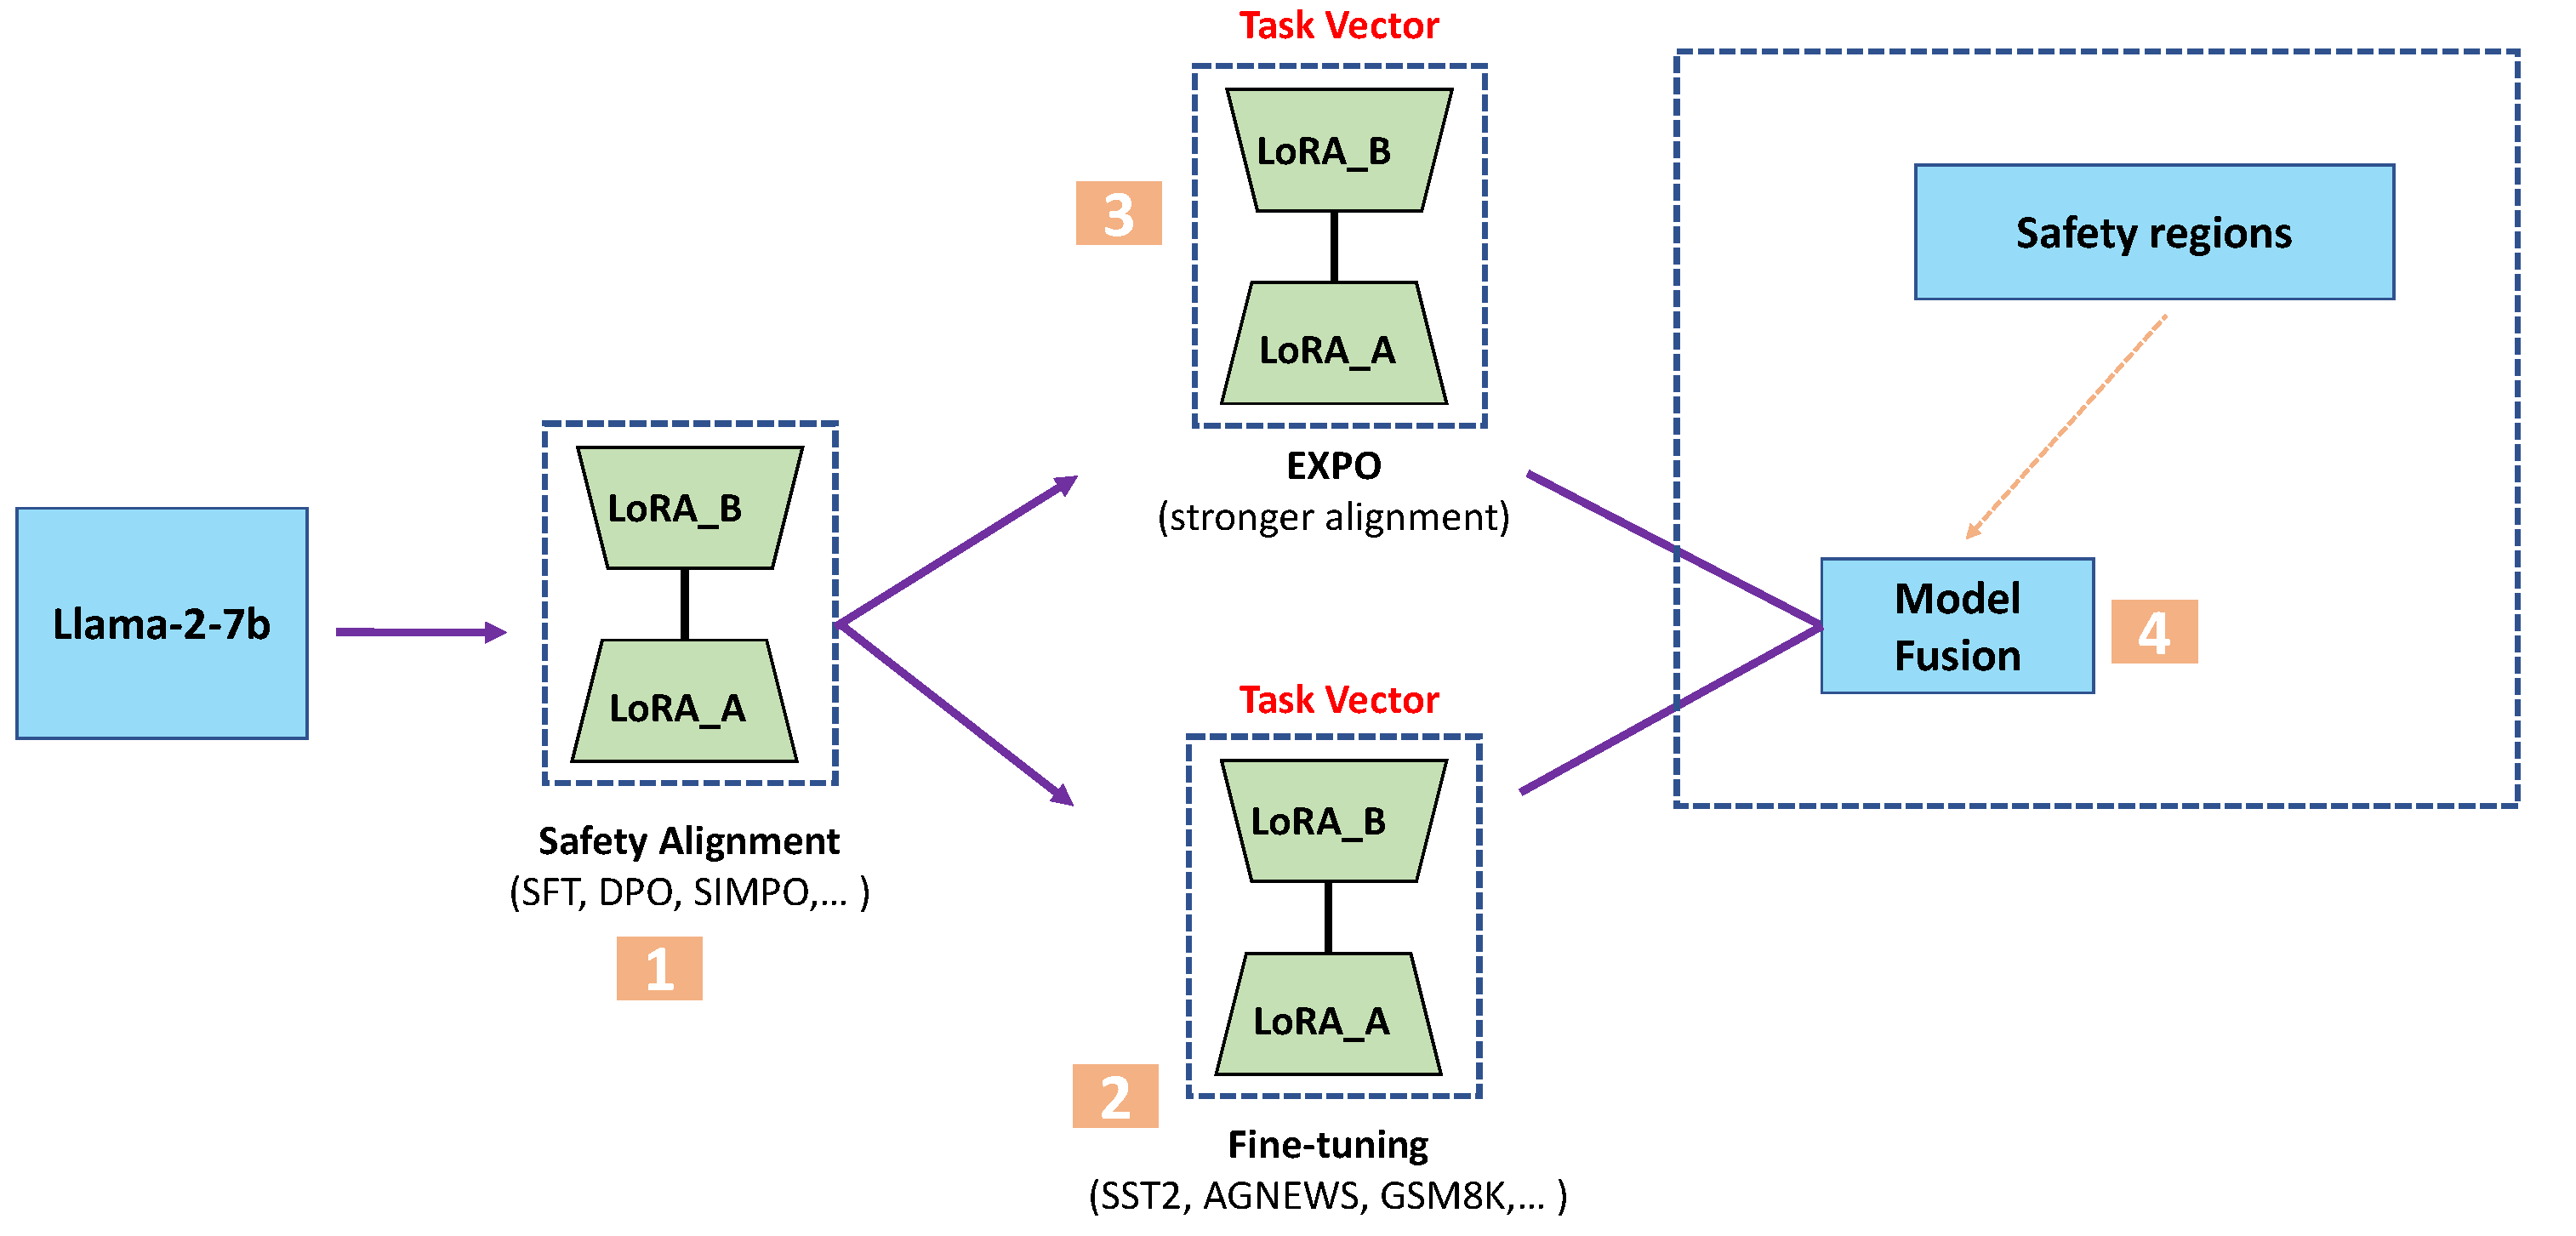 Llama-2-7b
LoRA_B
LoRA_A
Safety Alignment
(SFT, DPO, SIMPO,... )
1
Task Vector
LoRA_B
LoRA_A
3
EXPO
(stronger alignment)
Task Vector
LoRA_B
LoRA_A
2
Fine-tuning
(SST2, AGNEWS, GSM8K,... )
Safety regions
Model
Fusion
4